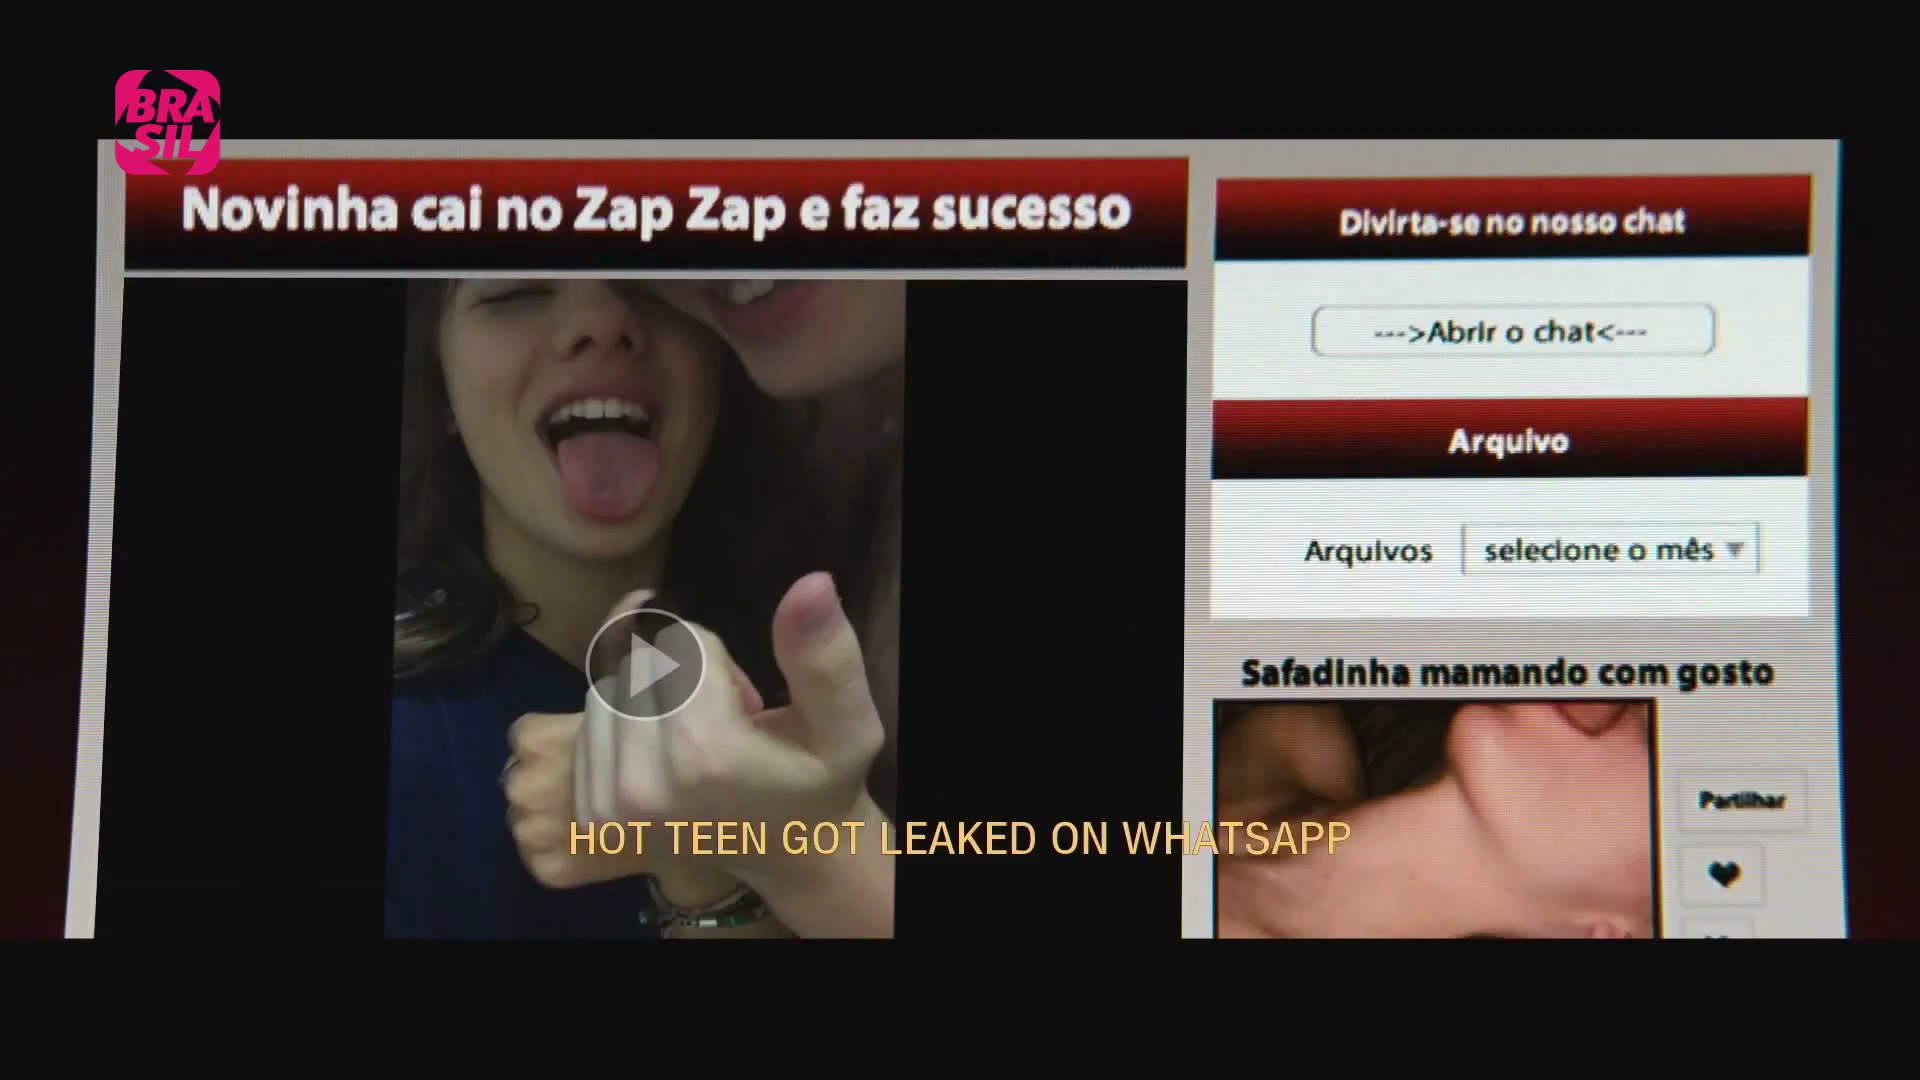 BRA
SIL
Novinha cai no Zap Zap e faz sucesso
Divirta-se no nosso chat
--->Abrir o chat<---
Arquivo
Arquivos selecione o mês
Safadinha mamando com gosto
Partilhar
HOT TEEN GOT LEAKED ON WHATSAPP